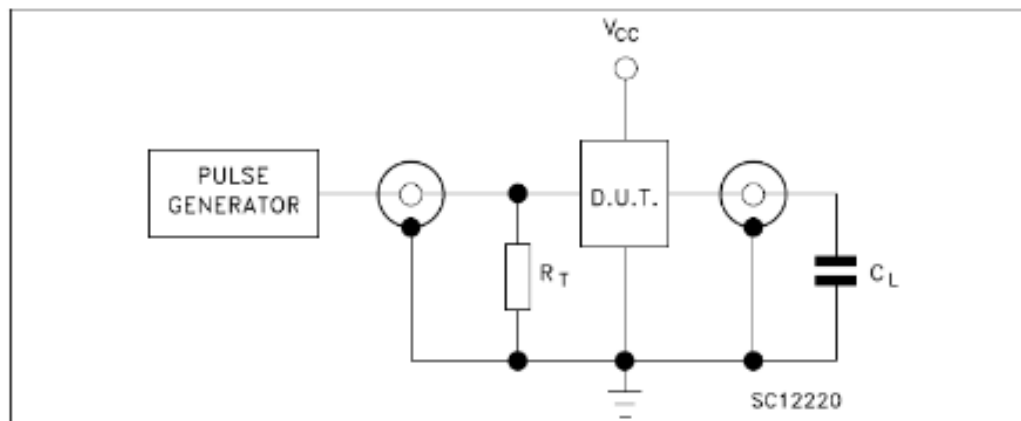 VCC
PULSE
GENERATOR
D.U.T.
RT
CL
SC12220